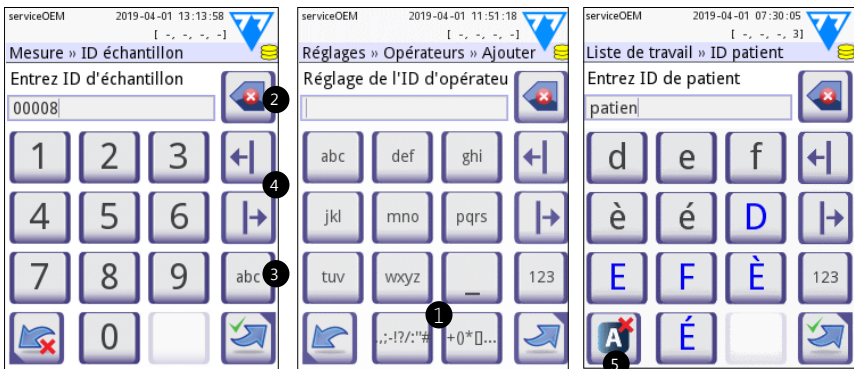 serviceOEM 2019-04-01 13:13:58
[ -, -, -, -]
Mesure » ID échantillon
Entrez ID d'échantillon
00008
2
1 2 3
4
4 5 6
7 8 9 abc 3
0
serviceOEM 2019-04-01 11:51:18
[ -, -, -, -]
Réglages » Opérateurs » Ajouter
Réglage de l'ID d'opérateu
abc def ghi
jkl mno pqrs
tuv wxyz _ 123
1
.,;-!?/:"# +()*[]...
serviceOEM 2019-04-01 07:30:05
[ -, -, -, 3]
Liste de travail » ID patient
Entrez ID de patient
patien
d e f
è é D
E F È 123
A É
5